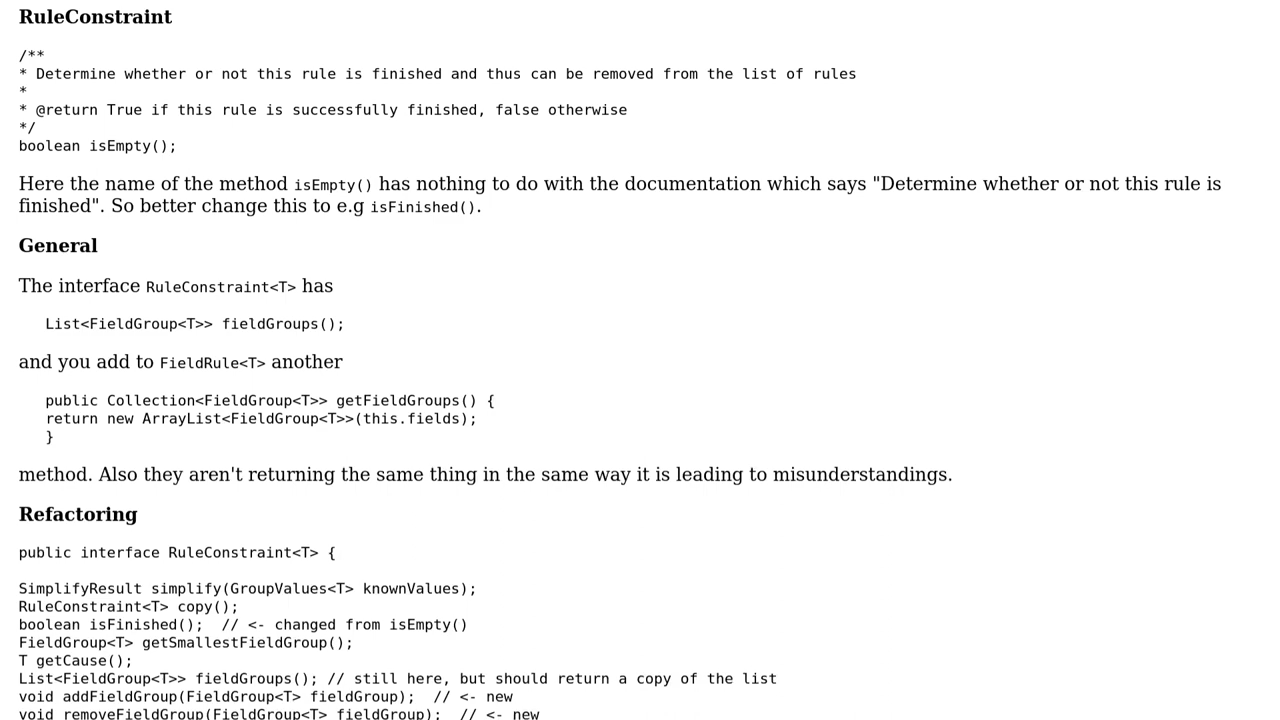 RuleConstraint
/**
* Determine whether or not this rule is finished and thus can be removed from the list of rules
*
* @return True if this rule is successfully finished, false otherwise
*/
boolean isEmpty();
Here the name of the method isEmpty() has nothing to do with the documentation which says "Determine whether or not this rule is
finished". So better change this to e.g isFinished().
General
The interface RuleConstraint<T> has
List<FieldGroup<T>> fieldGroups();
and you add to FieldRule<T> another
public Collection<FieldGroup<T>> getFieldGroups() {
return new ArrayList<FieldGroup<T>>(this.fields);
}
method. Also they aren't returning the same thing in the same way it is leading to misunderstandings.
Refactoring
public interface RuleConstraint<T> {
SimplifyResult simplify(GroupValues<T> knownValues);
RuleConstraint<T> copy();
boolean isFinished();  // <- changed from isEmpty()
FieldGroup<T> getSmallestFieldGroup();
T getCause();
List<FieldGroup<T>> fieldGroups(); // still here, but should return a copy of the list
void addFieldGroup(FieldGroup<T> fieldGroup);  // <- new
void removeFieldGroup(FieldGroup<T> fieldGroup);  // <- new